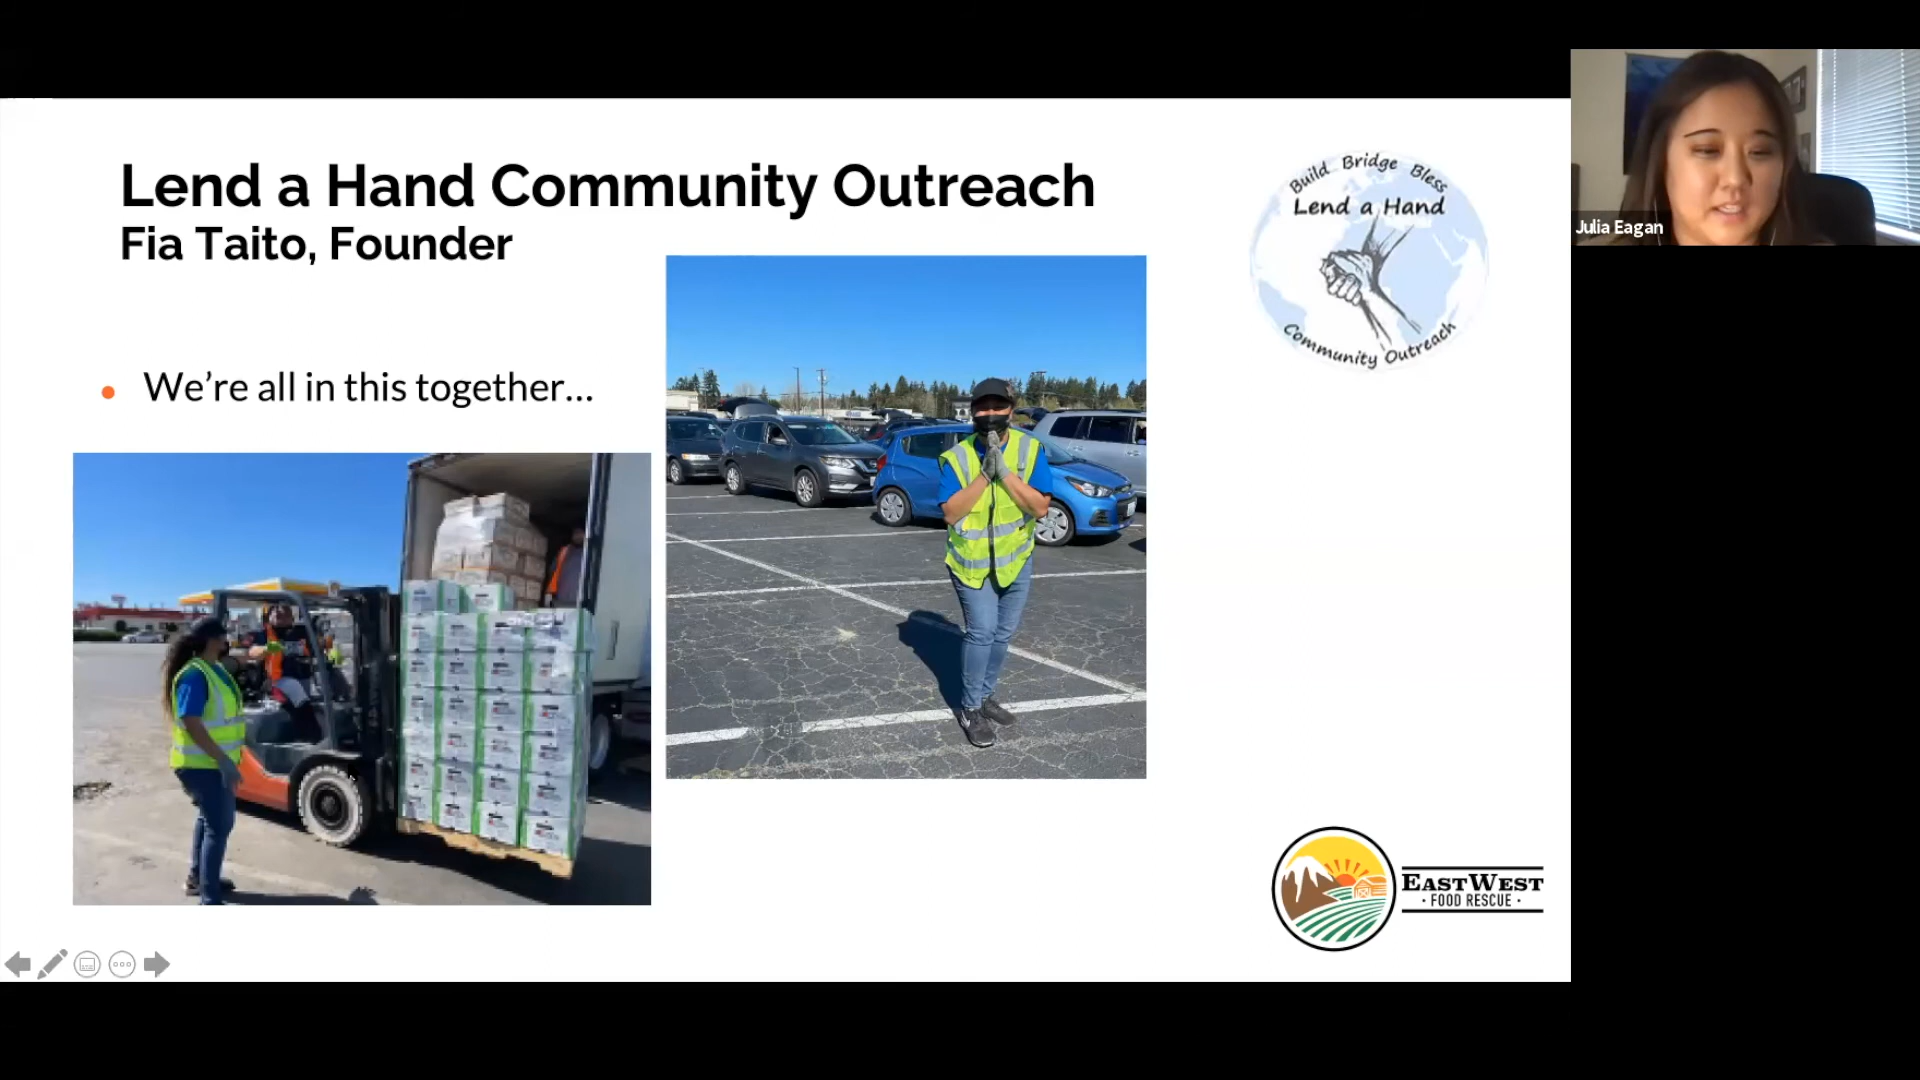 Lend a Hand Community Outreach
Fia Taito, Founder
We're all in this together...
Build Bridge Bless
Lend a Hand
Community Outreach
EASTWEST
· FOOD RESCUE ·
Julia Eagan